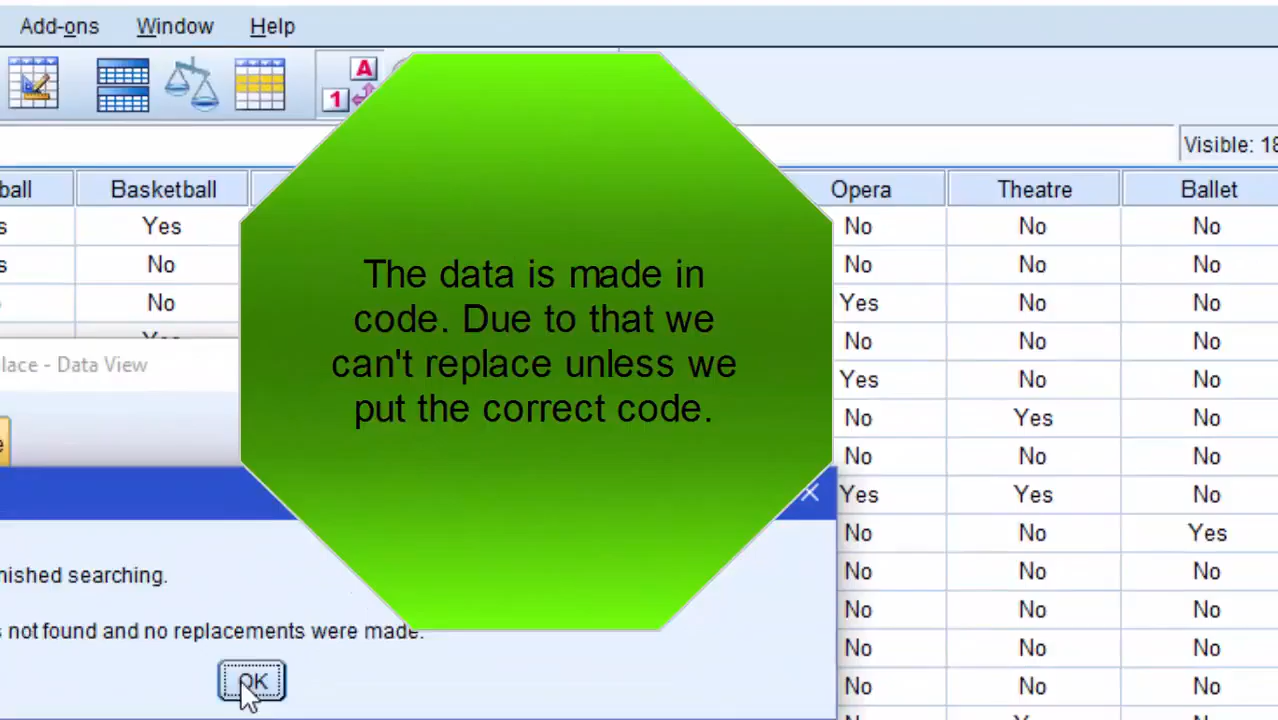 Add-ons Window Help
A
1
Visible: 18
ball Basketball Opera Theatre Ballet
s Yes No No No
s No No No No
No Yes No No
Yes No No No
lace - Data View
Yes No No
No Yes No
e
No No No
Yes Yes No
No No Yes
No No No
No No No
No No No
No No No
The data is made in
code. Due to that we
can't replace unless we
put the correct code.
nished searching.
s not found and no replacements were made.
OK